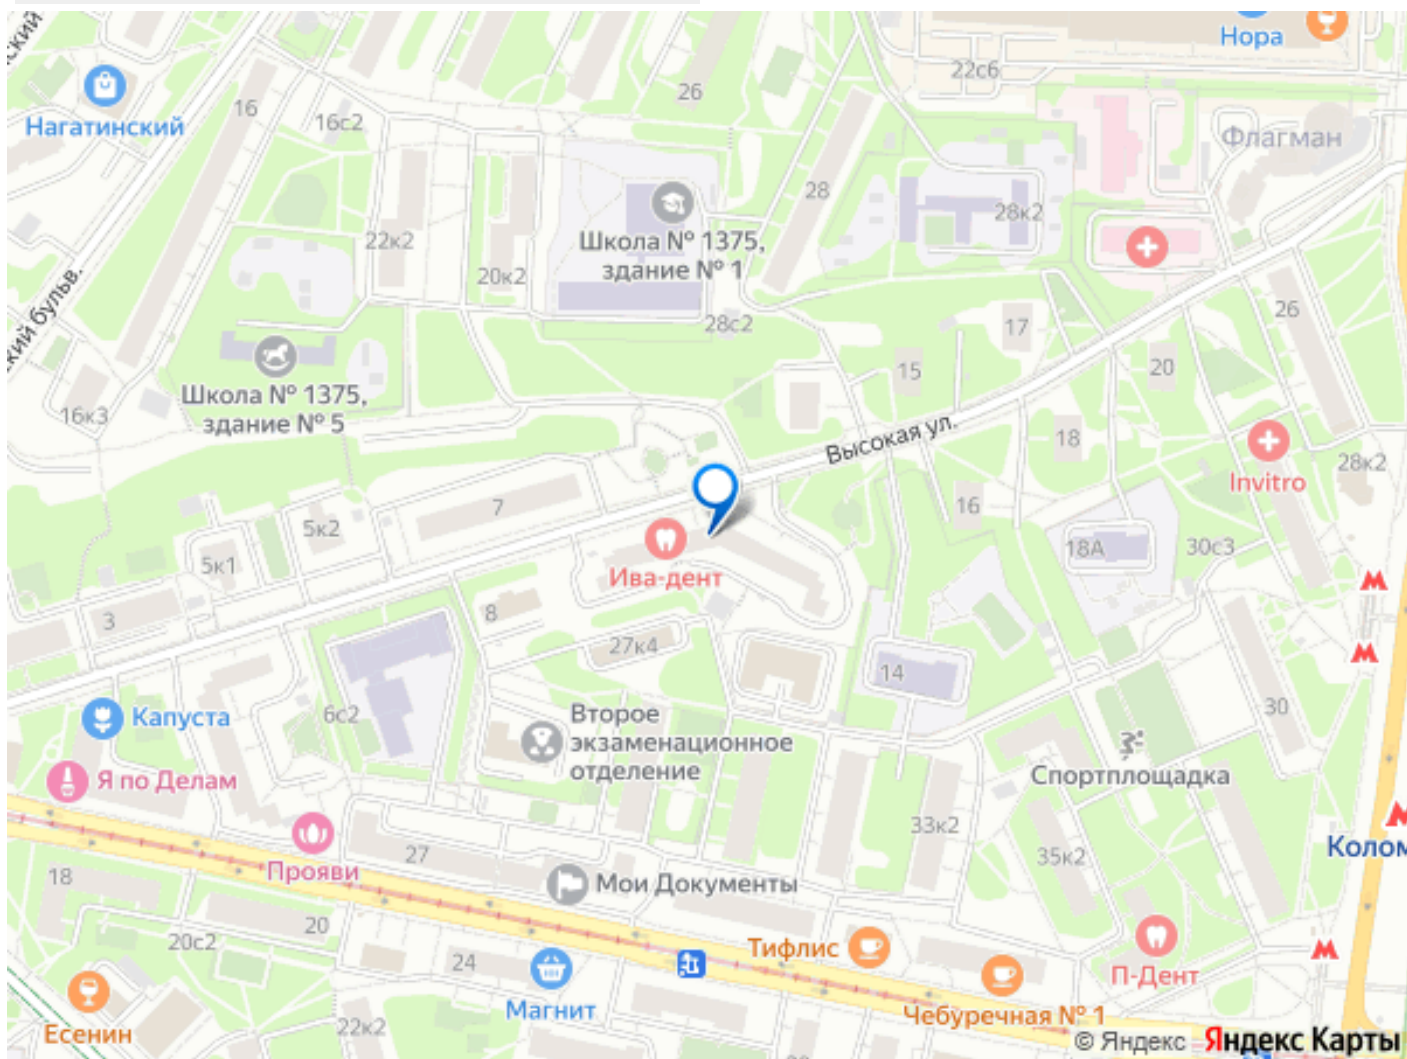 Нора
22с6
26
Нагатинский
16
16с2
Флагман
28
28к2
Школа № 1375,
здание № 1
22к2
20к2
28с2
17
26
кий бульв.
Школа № 1375,
здание № 5
15
20
16к3
Высокая ул.
18
28к2
Invitro
7
5к2
16
5к1
Ива-дент
18А
30с3
8
3
27к4
14
6с2
Капуста
Второе
экзаменационное
отделение
30
Я по Делам
Спортплощадка
33к2
Прояви
27
35к2
Колом
18
Мои Документы
20
20с2
24
Тифлис
П-Дент
Магнит
Чебуречная № 1
Есенин
22к2
© Яндекс Яндекс Карты